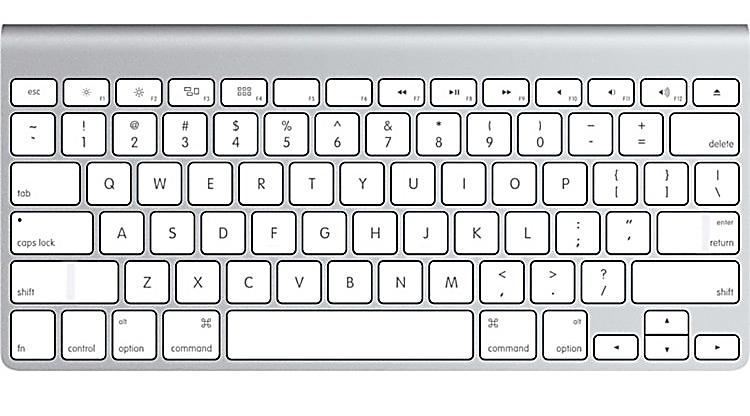 esc F1 F2 F3 F4 F5 F6 F7 F8 F9 F10 F11 F12
~ ! @ # $ % ^ & * ( ) – +
` 1 2 3 4 5 6 7 8 9 0 - = delete
tab Q W E R T Y U I O P { } |
[ ] \
caps lock A S D F G H J K L : " enter
; ' return
shift Z X C V B N M < > ? shift
, . /
alt ⌘ ⌘ alt
fn control option command command option